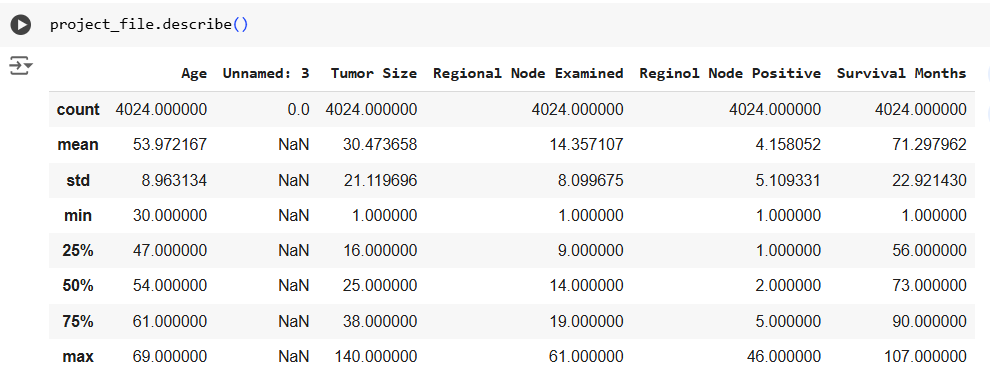 project_file.describe()
Age Unnamed: 3 Tumor Size Regional Node Examined Reginol Node Positive Survival Months
count 4024.000000 0.0 4024.000000 4024.000000 4024.000000 4024.000000
mean 53.972167 NaN 30.473658 14.357107 4.158052 71.297962
std 8.963134 NaN 21.119696 8.099675 5.109331 22.921430
min 30.000000 NaN 1.000000 1.000000 1.000000 1.000000
25% 47.000000 NaN 16.000000 9.000000 1.000000 56.000000
50% 54.000000 NaN 25.000000 14.000000 2.000000 73.000000
75% 61.000000 NaN 38.000000 19.000000 5.000000 90.000000
max 69.000000 NaN 140.000000 61.000000 46.000000 107.000000